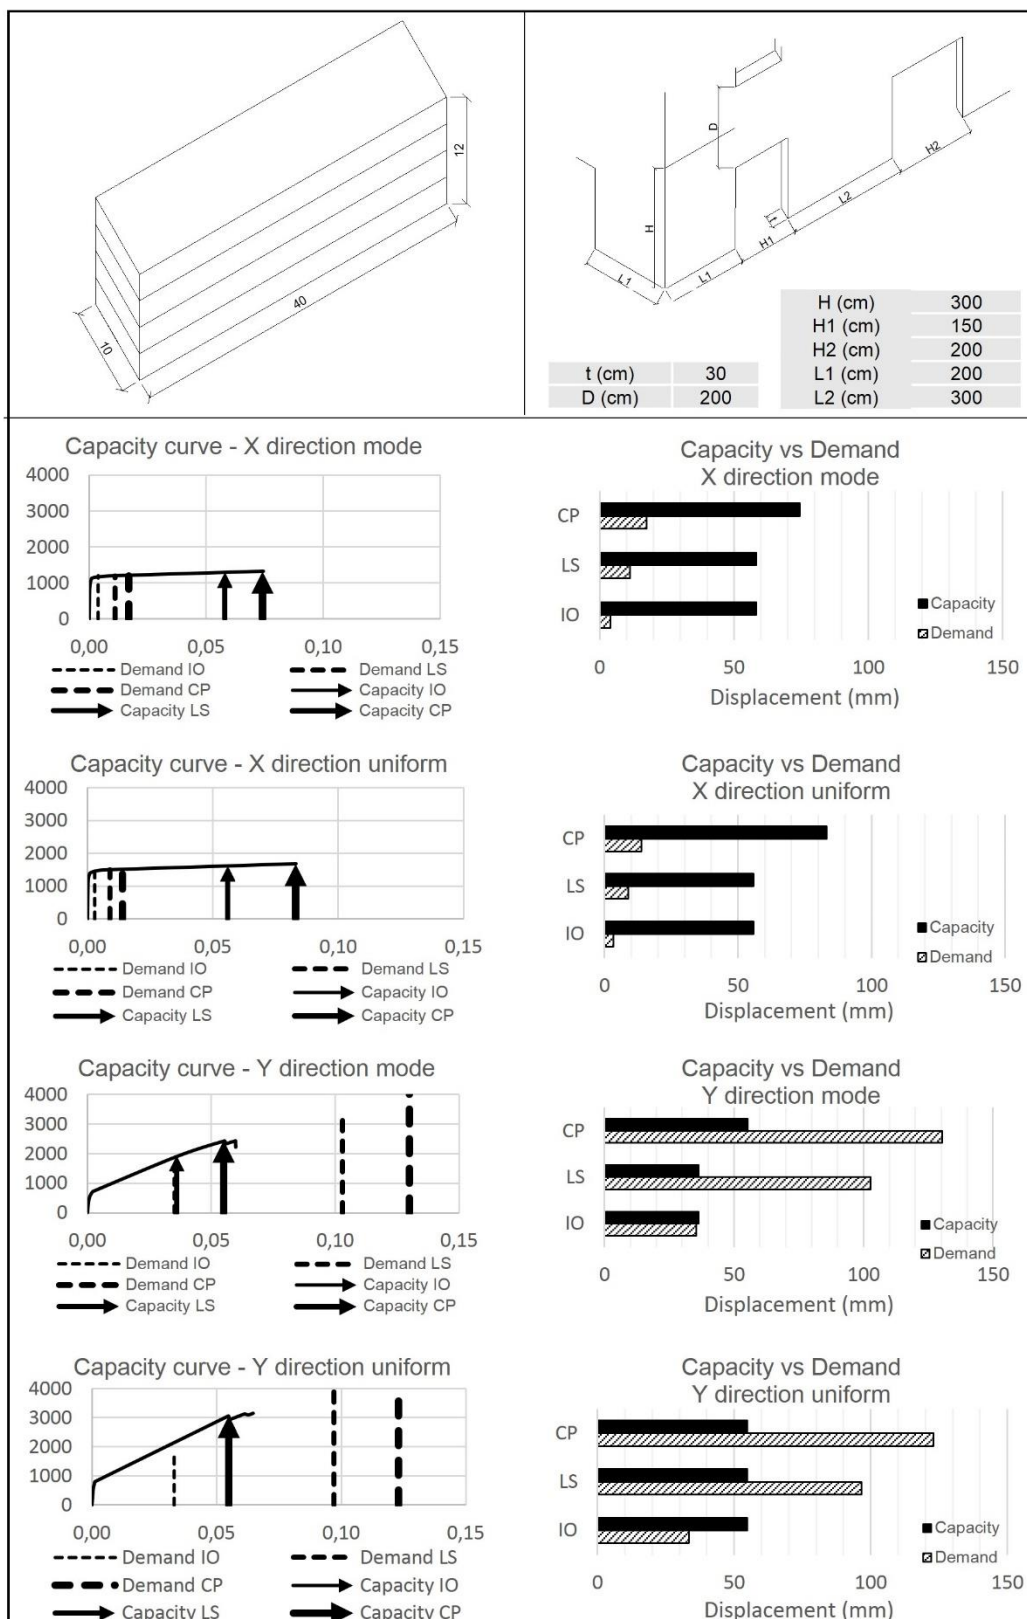 12
40
10
D
H2
L2
H
t
H1
L1
L1
H (cm) 300
H1 (cm) 150
H2 (cm) 200
t (cm) 30
L1 (cm) 200
D (cm) 200
L2 (cm) 300
Capacity curve - X direction mode
4000
3000
2000
1000
0
0,00 0,05 0,10 0,15
Demand IO Demand LS
Demand CP Capacity IO
Capacity LS Capacity CP
Capacity vs Demand
X direction mode
CP
LS
IO
Capacity
Demand
0 50 100 150
Displacement (mm)
Capacity curve - X direction uniform
4000
3000
2000
1000
0
0,00 0,05 0,10 0,15
Demand IO Demand LS
Demand CP Capacity IO
Capacity LS Capacity CP
Capacity vs Demand
X direction uniform
CP
LS
IO
Capacity
Demand
0 50 100 150
Displacement (mm)
Capacity curve - Y direction mode
4000
3000
2000
1000
0
0,00 0,05 0,10 0,15
Demand IO Demand LS
Demand CP Capacity IO
Capacity LS Capacity CP
Capacity vs Demand
Y direction mode
CP
LS
IO
Capacity
Demand
0 50 100 150
Displacement (mm)
Capacity curve - Y direction uniform
4000
3000
2000
1000
0
0,00 0,05 0,10 0,15
Demand IO Demand LS
Demand CP Capacity IO
Capacity LS Capacity CP
Capacity vs Demand
Y direction uniform
CP
LS
IO
Capacity
Demand
0 50 100 150
Displacement (mm)